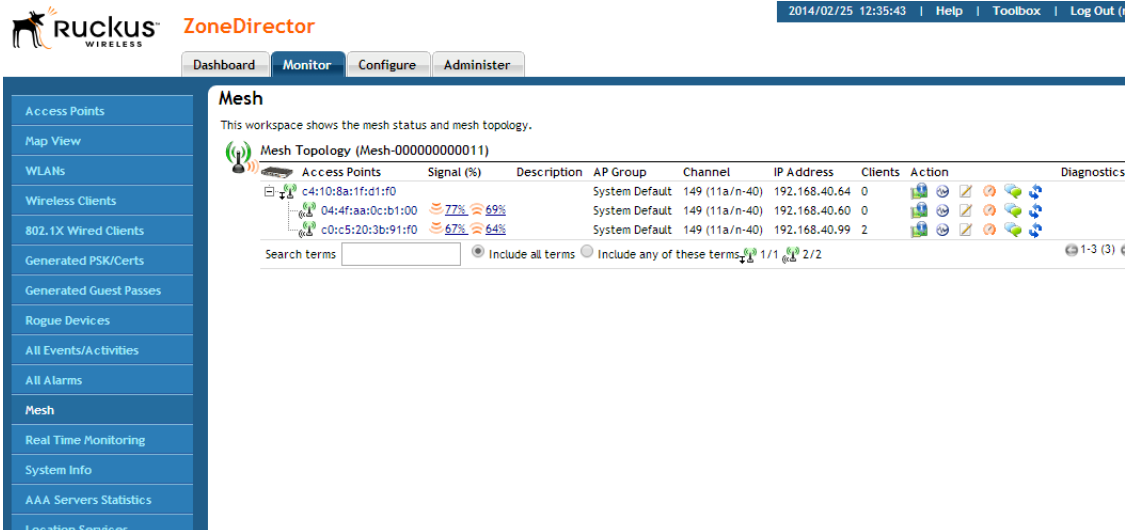 2014/02/25 12:35:43 | Help | Toolbox | Log Out (
RUCKUS™
WIRELESS
ZoneDirector
Dashboard Monitor Configure Administer
Access Points
Map View
WLANs
Wireless Clients
802.1X Wired Clients
Generated PSK/Certs
Generated Guest Passes
Rogue Devices
All Events/Activities
All Alarms
Mesh
Real Time Monitoring
System Info
AAA Servers Statistics
Location Services
Mesh
This workspace shows the mesh status and mesh topology.
Mesh Topology (Mesh-000000000011)
Access Points Signal (%) Description AP Group Channel IP Address Clients Action Diagnostics
c4:10:8a:1f:d1:f0 System Default 149 (11a/n-40) 192.168.40.64 0
04:4f:aa:0c:b1:00 77% 69% System Default 149 (11a/n-40) 192.168.40.60 0
c0:c5:20:3b:91:f0 67% 64% System Default 149 (11a/n-40) 192.168.40.99 2
Search terms Include all terms Include any of these terms 1/1 2/2
1-3 (3)